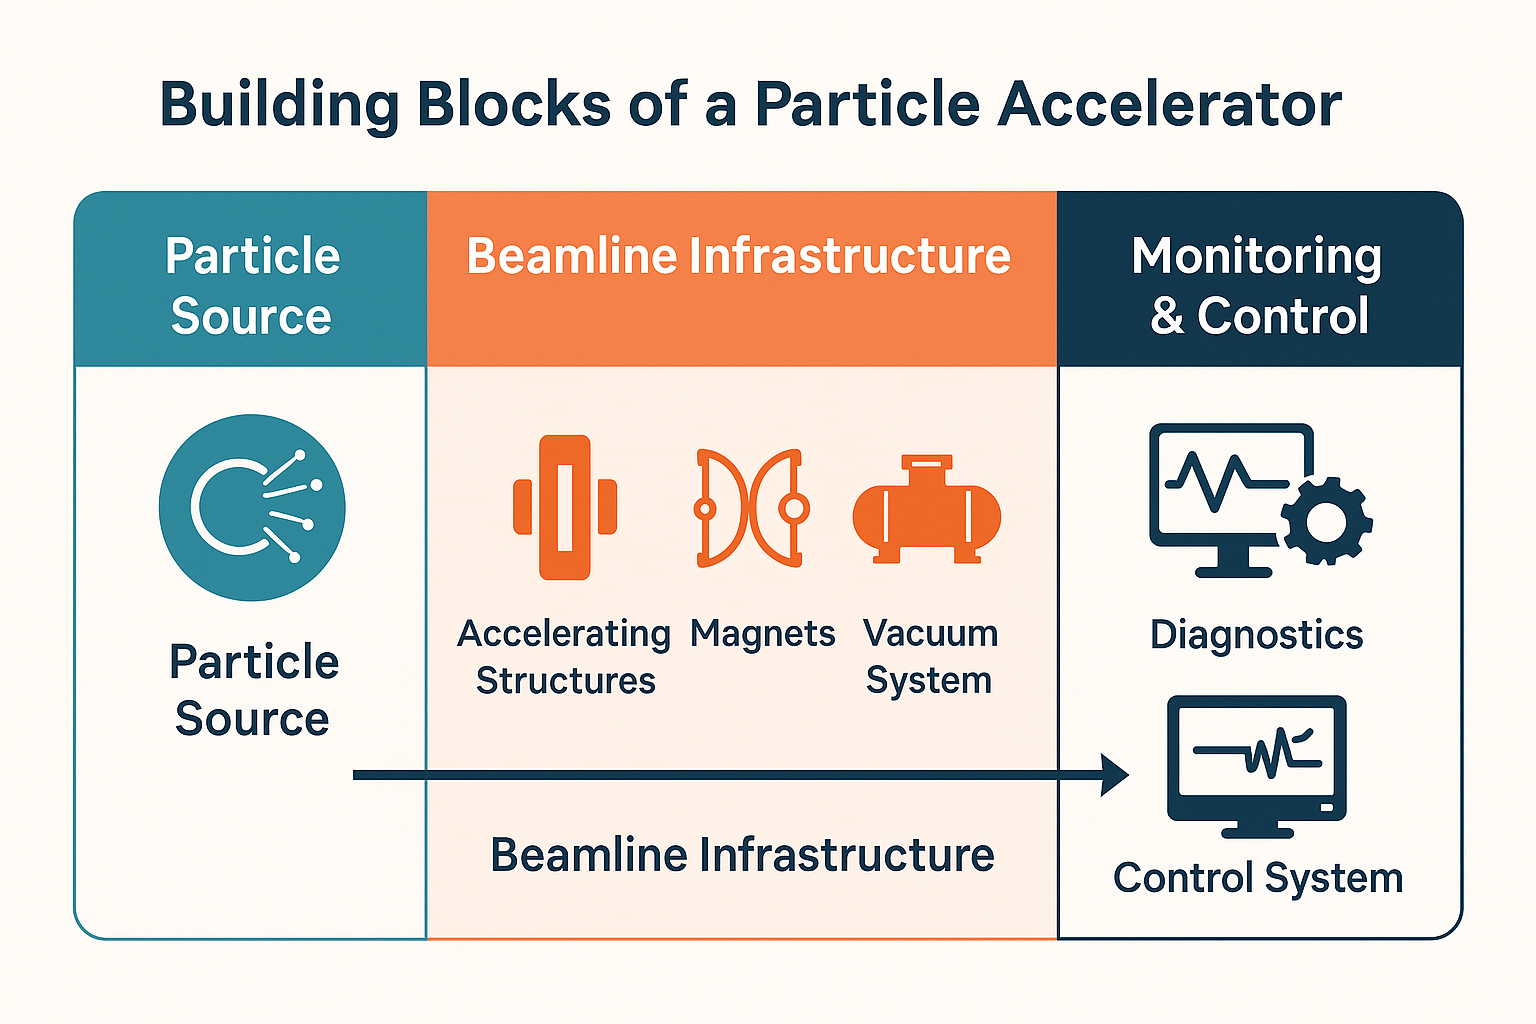 Building Blocks of a Particle Accelerator
Particle
Source
Beamline Infrastructure
Monitoring
& Control
Particle
Source
Accelerating
Structures
Magnets
Vacuum
System
Beamline Infrastructure
Diagnostics
Control System